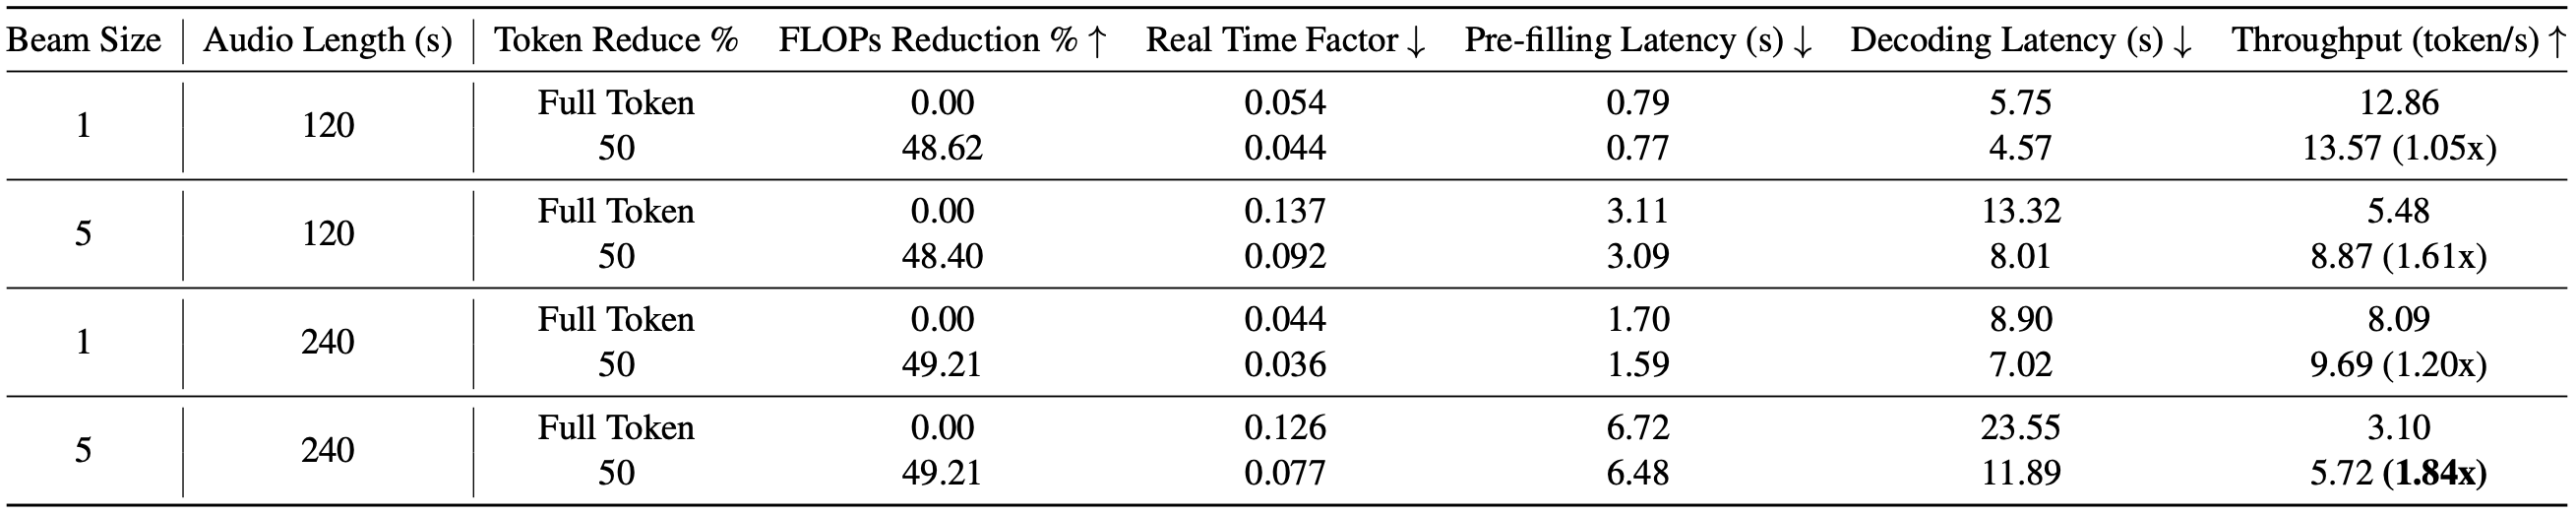 Beam Size Audio Length (s) Token Reduce % FLOPs Reduction % ↑ Real Time Factor ↓ Pre-filling Latency (s) ↓ Decoding Latency (s) ↓ Throughput (token/s) ↑
1 120 Full Token 0.00 0.054 0.79 5.75 12.86
50 48.62 0.044 0.77 4.57 13.57 (1.05x)
5 120 Full Token 0.00 0.137 3.11 13.32 5.48
50 48.40 0.092 3.09 8.01 8.87 (1.61x)
1 240 Full Token 0.00 0.044 1.70 8.90 8.09
50 49.21 0.036 1.59 7.02 9.69 (1.20x)
5 240 Full Token 0.00 0.126 6.72 23.55 3.10
50 49.21 0.077 6.48 11.89 5.72 (1.84x)